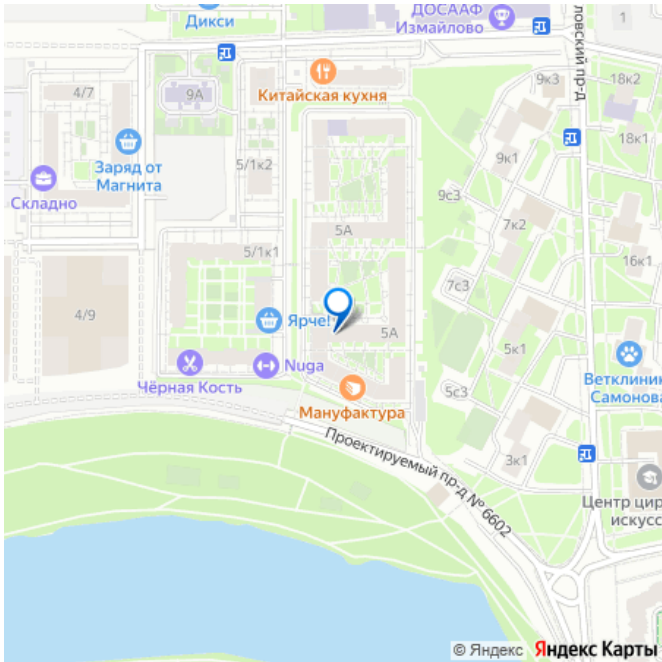 Дикси
ДОСААФ
Измайлово
ловский пр-д
1
4/7
9А
Китайская кухня
9к3
18к2
Заряд от
Магнита
5/1к2
18к1
9к1
Складно
9с3
7к2
5А
5/1к1
16к1
7с3
4/9
Ярче!
5А
5к1
Nuga
Чёрная Кость
Мануфактура
5с3
Ветклиник
Самонова
Проектируемый пр-д № 6602
3к1
Центр цир
искусс
© Яндекс Яндекс Карты